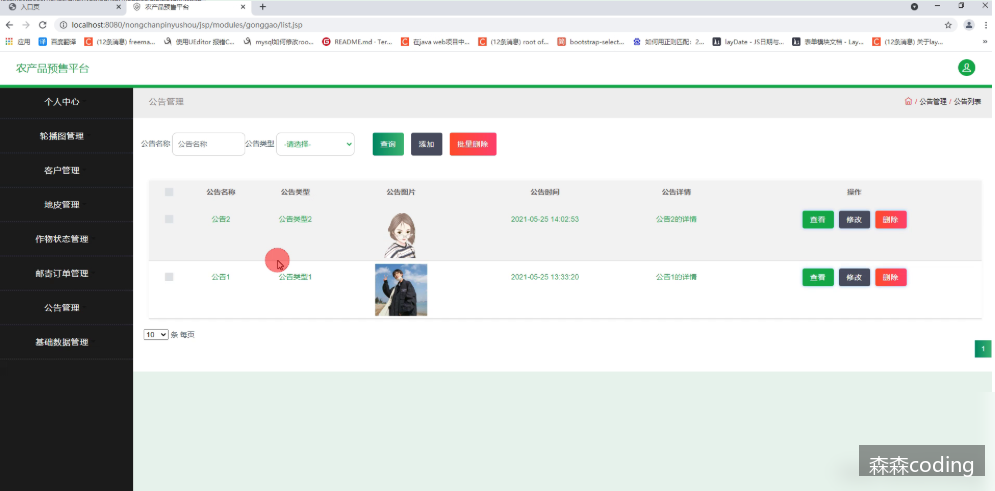 入口页
农产品预售平台
localhost:8080/nongchanpinyushou/jsp/modules/gonggao/list.jsp
应用 百度翻译 (12条消息) freema... 使用UEditor 报错C... mysql如何修改roo... README.md · Ter... 在java web项目中... (12条消息) root of... bootstrap-select... 如何用正则匹配：2... layDate - JS日期与... 表单模块文档 - Lay... (12条消息) 关于lay... »
农产品预售平台
个人中心
轮播图管理
客户管理
地皮管理
作物状态管理
邮寄订单管理
公告管理
基础数据管理
公告管理
/ 公告管理 / 公告列表
公告名称 公告名称 公告类型 -请选择- 查询 添加 批量删除
公告名称 公告类型 公告图片 公告时间 公告详情 操作
公告2 公告类型2 2021-05-25 14:02:53 公告2的详情 查看 修改 删除
公告1 公告类型1 2021-05-25 13:33:20 公告1的详情 查看 修改 删除
10 条 每页
1
森森coding